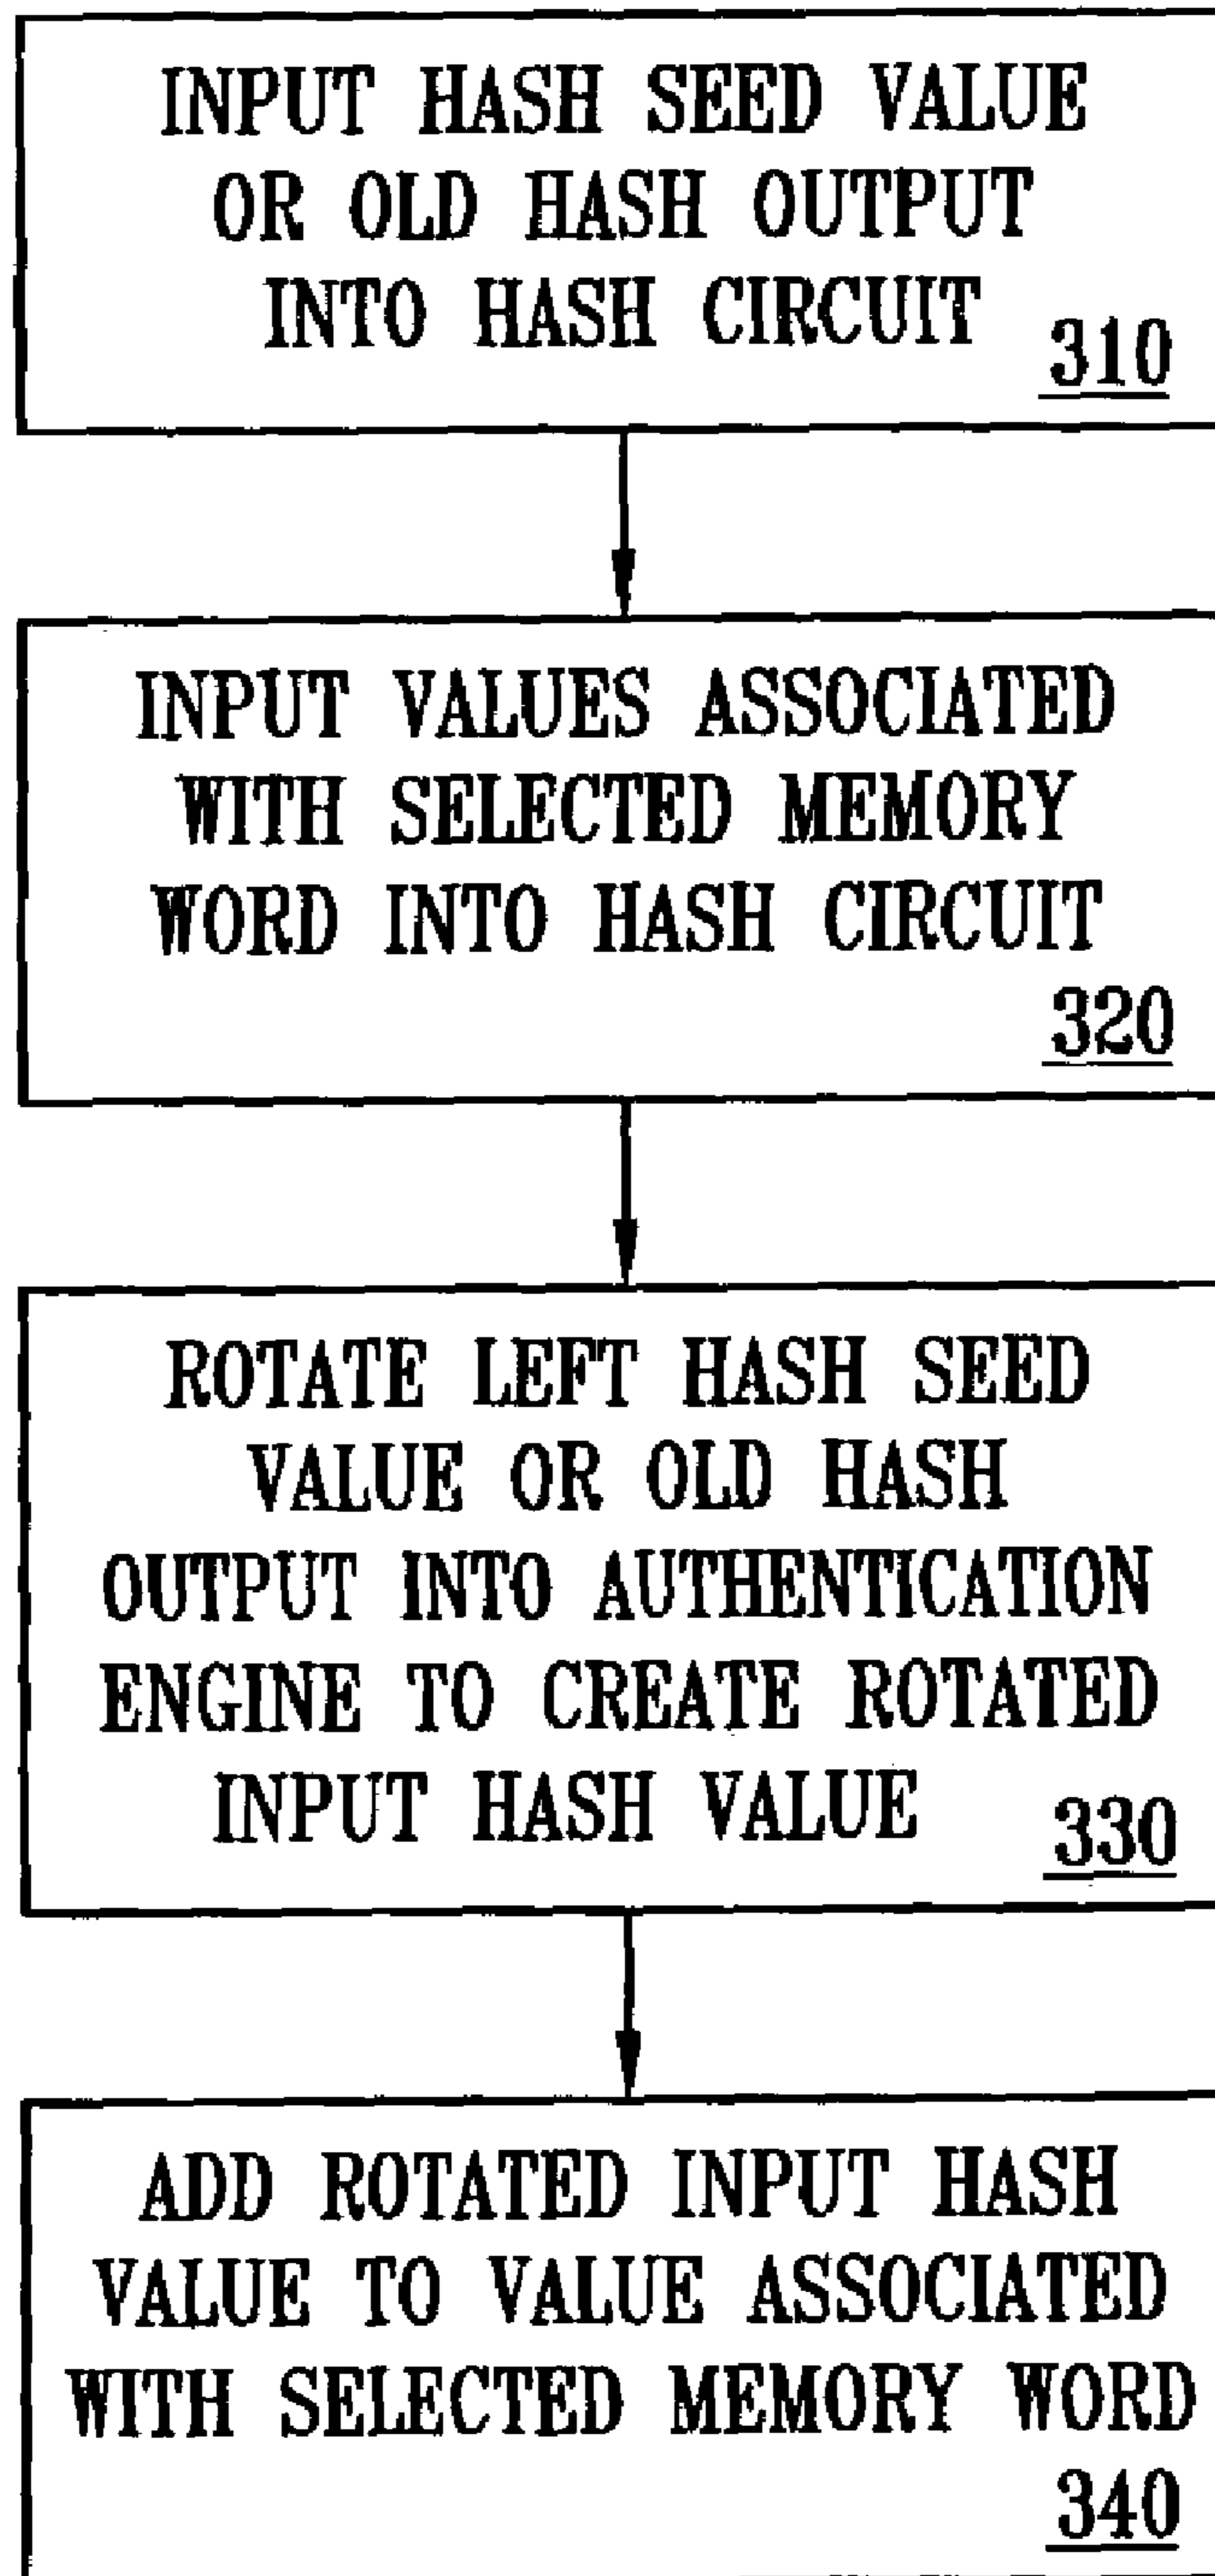 INPUT HASH SEED VALUE
OR OLD HASH OUTPUT
INTO HASH CIRCUIT
310
INPUT VALUES ASSOCIATED
WITH SELECTED MEMORY
WORD INTO HASH CIRCUIT
320
ROTATE LEFT HASH SEED
VALUE OR OLD HASH
OUTPUT INTO AUTHENTICATION
ENGINE TO CREATE ROTATED
INPUT HASH VALUE
330
ADD ROTATED INPUT HASH
VALUE TO VALUE ASSOCIATED
WITH SELECTED MEMORY WORD
340